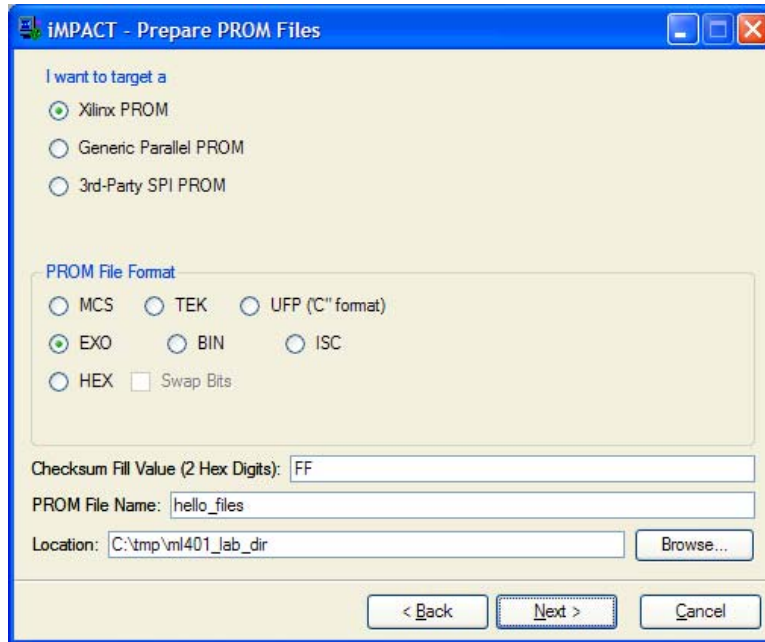 iMPACT - Prepare PROM Files
I want to target a
Xilinx PROM
Generic Parallel PROM
3rd-Party SPI PROM
PROM File Format
MCS TEK UFP ("C" format)
EXO BIN ISC
HEX Swap Bits
Checksum Fill Value (2 Hex Digits): FF
PROM File Name: hello_files
Location: C:\tmp\ml401_lab_dir Browse...
< Back Next > Cancel